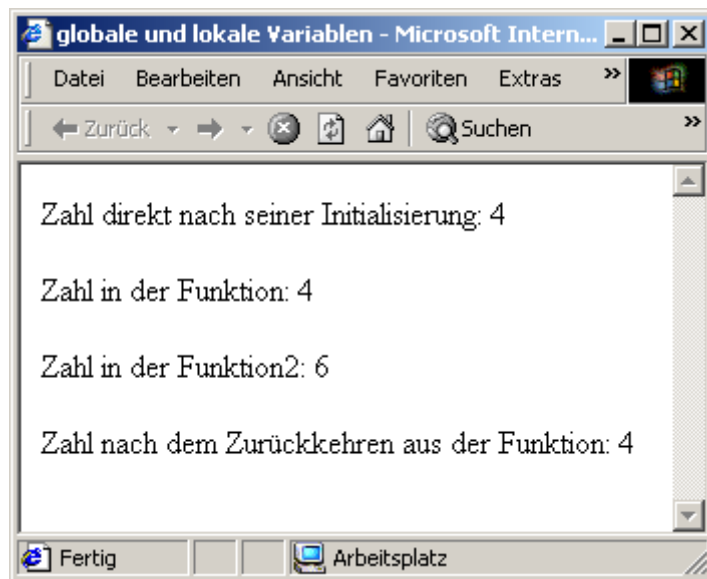 globale und lokale Variablen - Microsoft Intern...
Datei Bearbeiten Ansicht Favoriten Extras »
Zurück Suchen »
Zahl direkt nach seiner Initialisierung: 4
Zahl in der Funktion: 4
Zahl in der Funktion2: 6
Zahl nach dem Zurückkehren aus der Funktion: 4
Fertig Arbeitsplatz